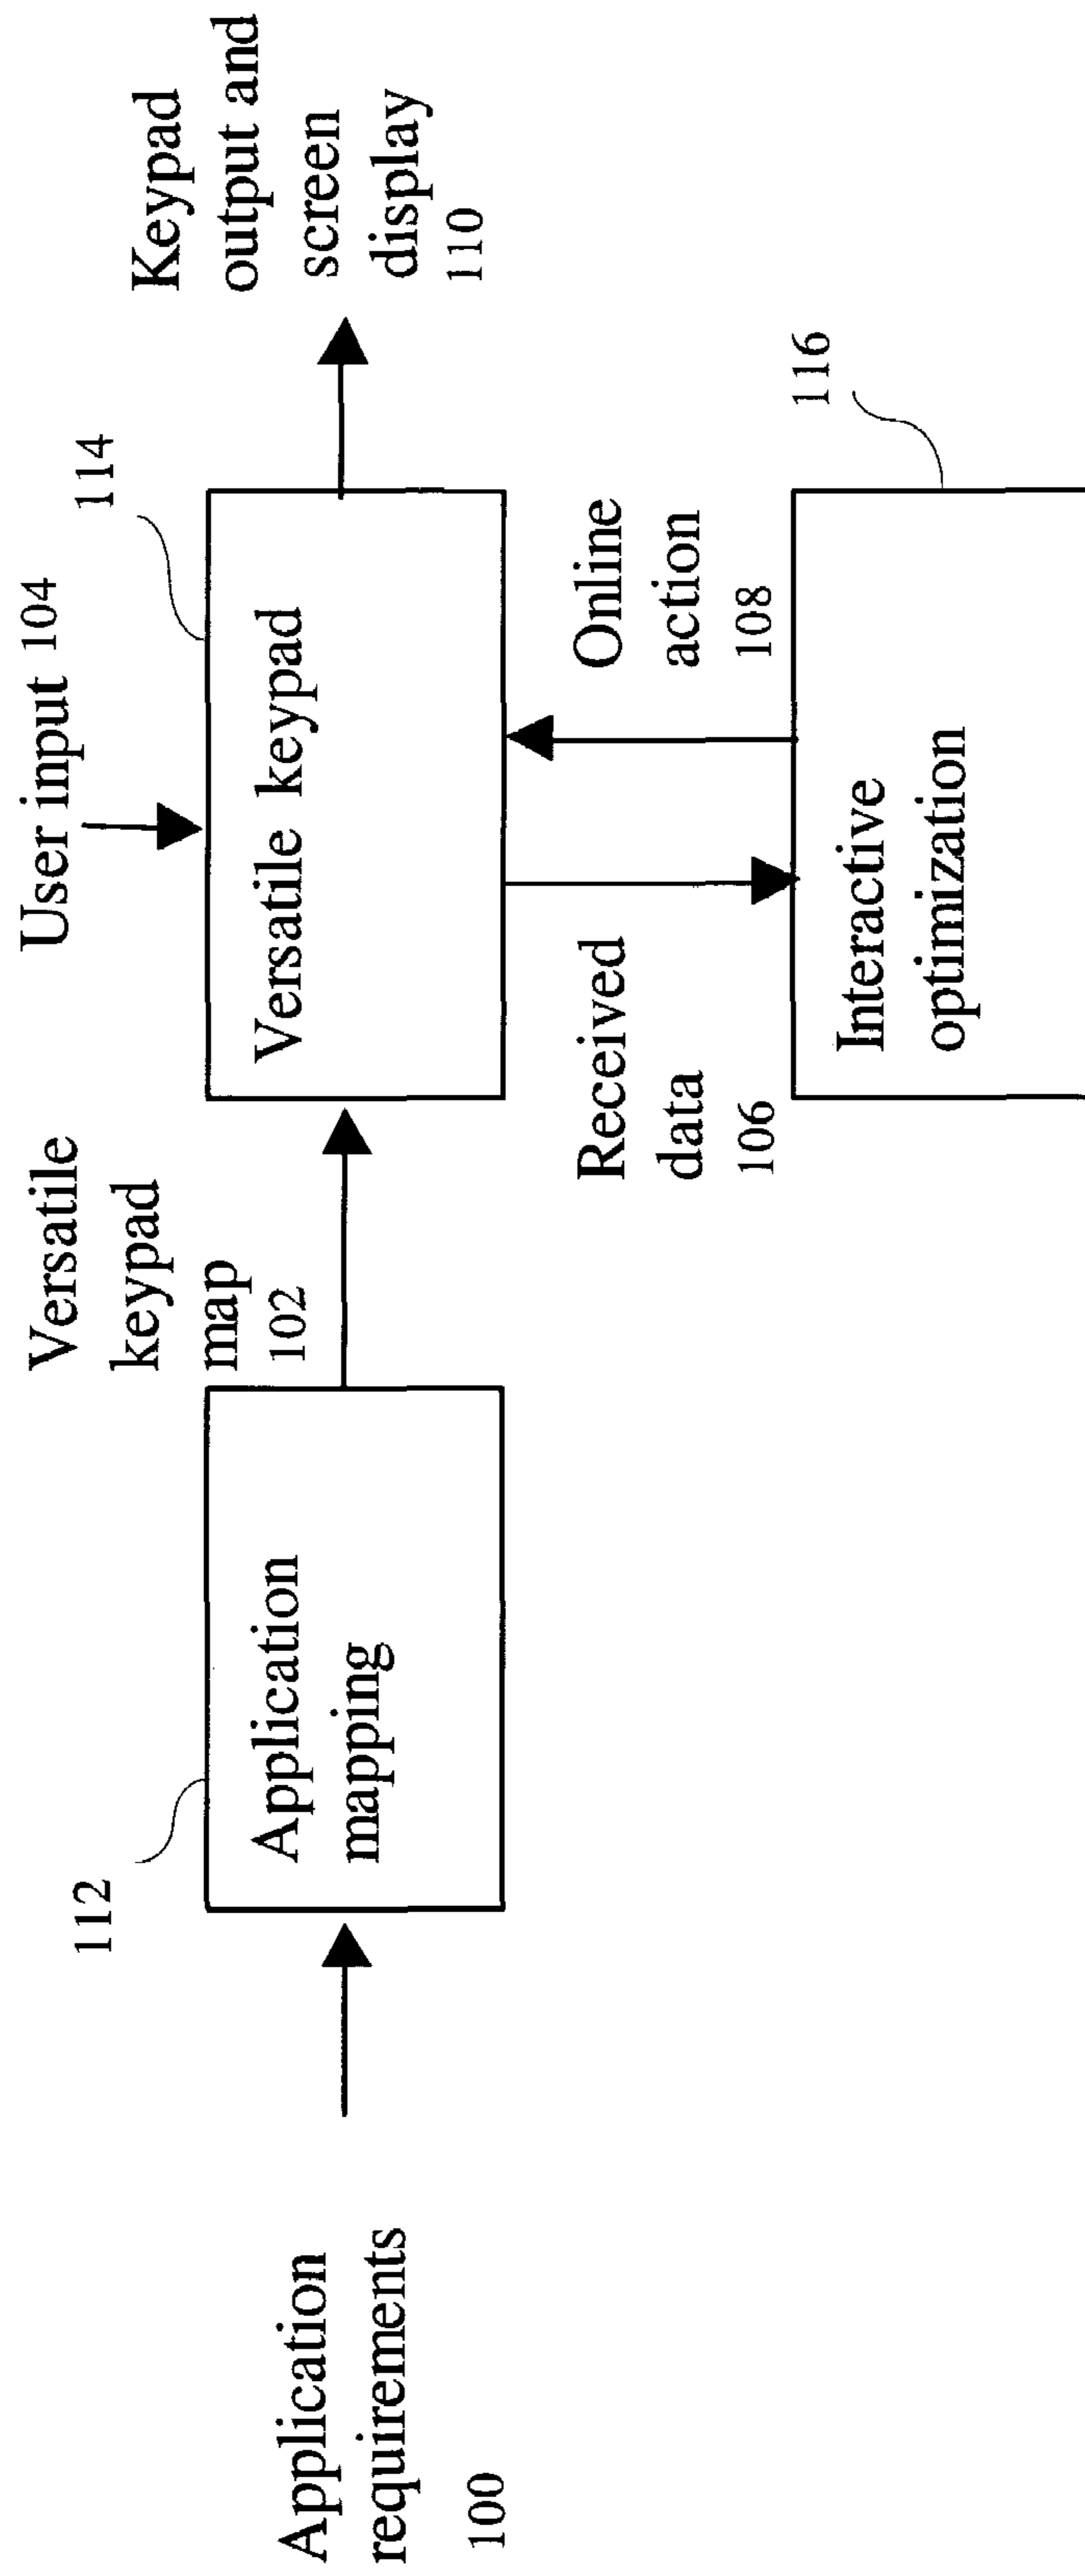 Application
requirements
100
112
Application
mapping
Versatile
keypad
map
102
User input 104
114
Versatile keypad
Keypad
output and
screen
display
110
Received
data
106
Online
action
108
116
Interactive
optimization